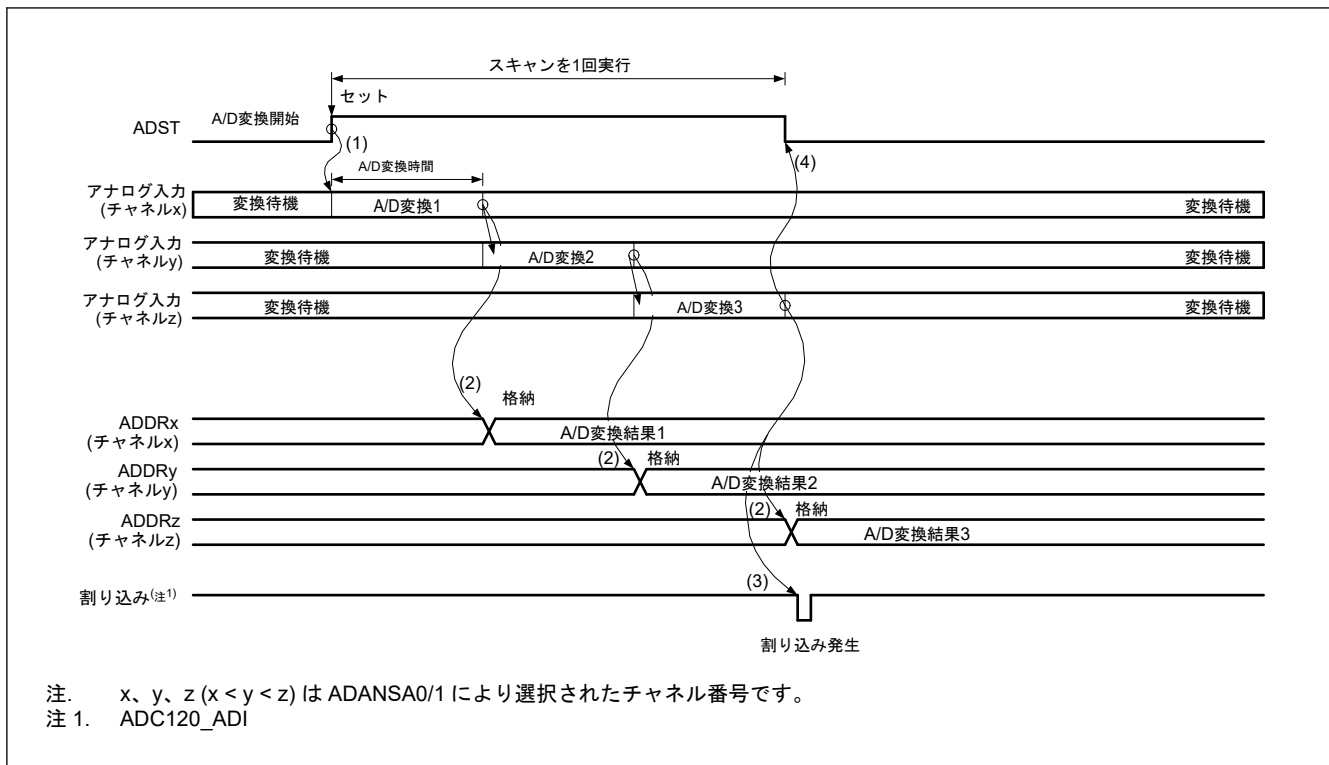 スキャンを1回実行
セット
ADST
A/D変換開始
(1)
(4)
A/D変換時間
アナログ入力
(チャネルx)
変換待機
A/D変換1
変換待機
アナログ入力
(チャネルy)
変換待機
A/D変換2
変換待機
アナログ入力
(チャネルz)
変換待機
A/D変換3
変換待機
(2)
格納
ADDRx
(チャネルx)
A/D変換結果1
(2)
格納
ADDRy
(チャネルy)
A/D変換結果2
(2)
格納
ADDRz
(チャネルz)
A/D変換結果3
(3)
割り込み(注1)
割り込み発生
注. x、y、z (x < y < z) は ADANSA0/1 により選択されたチャネル番号です。
注 1. ADC120_ADI